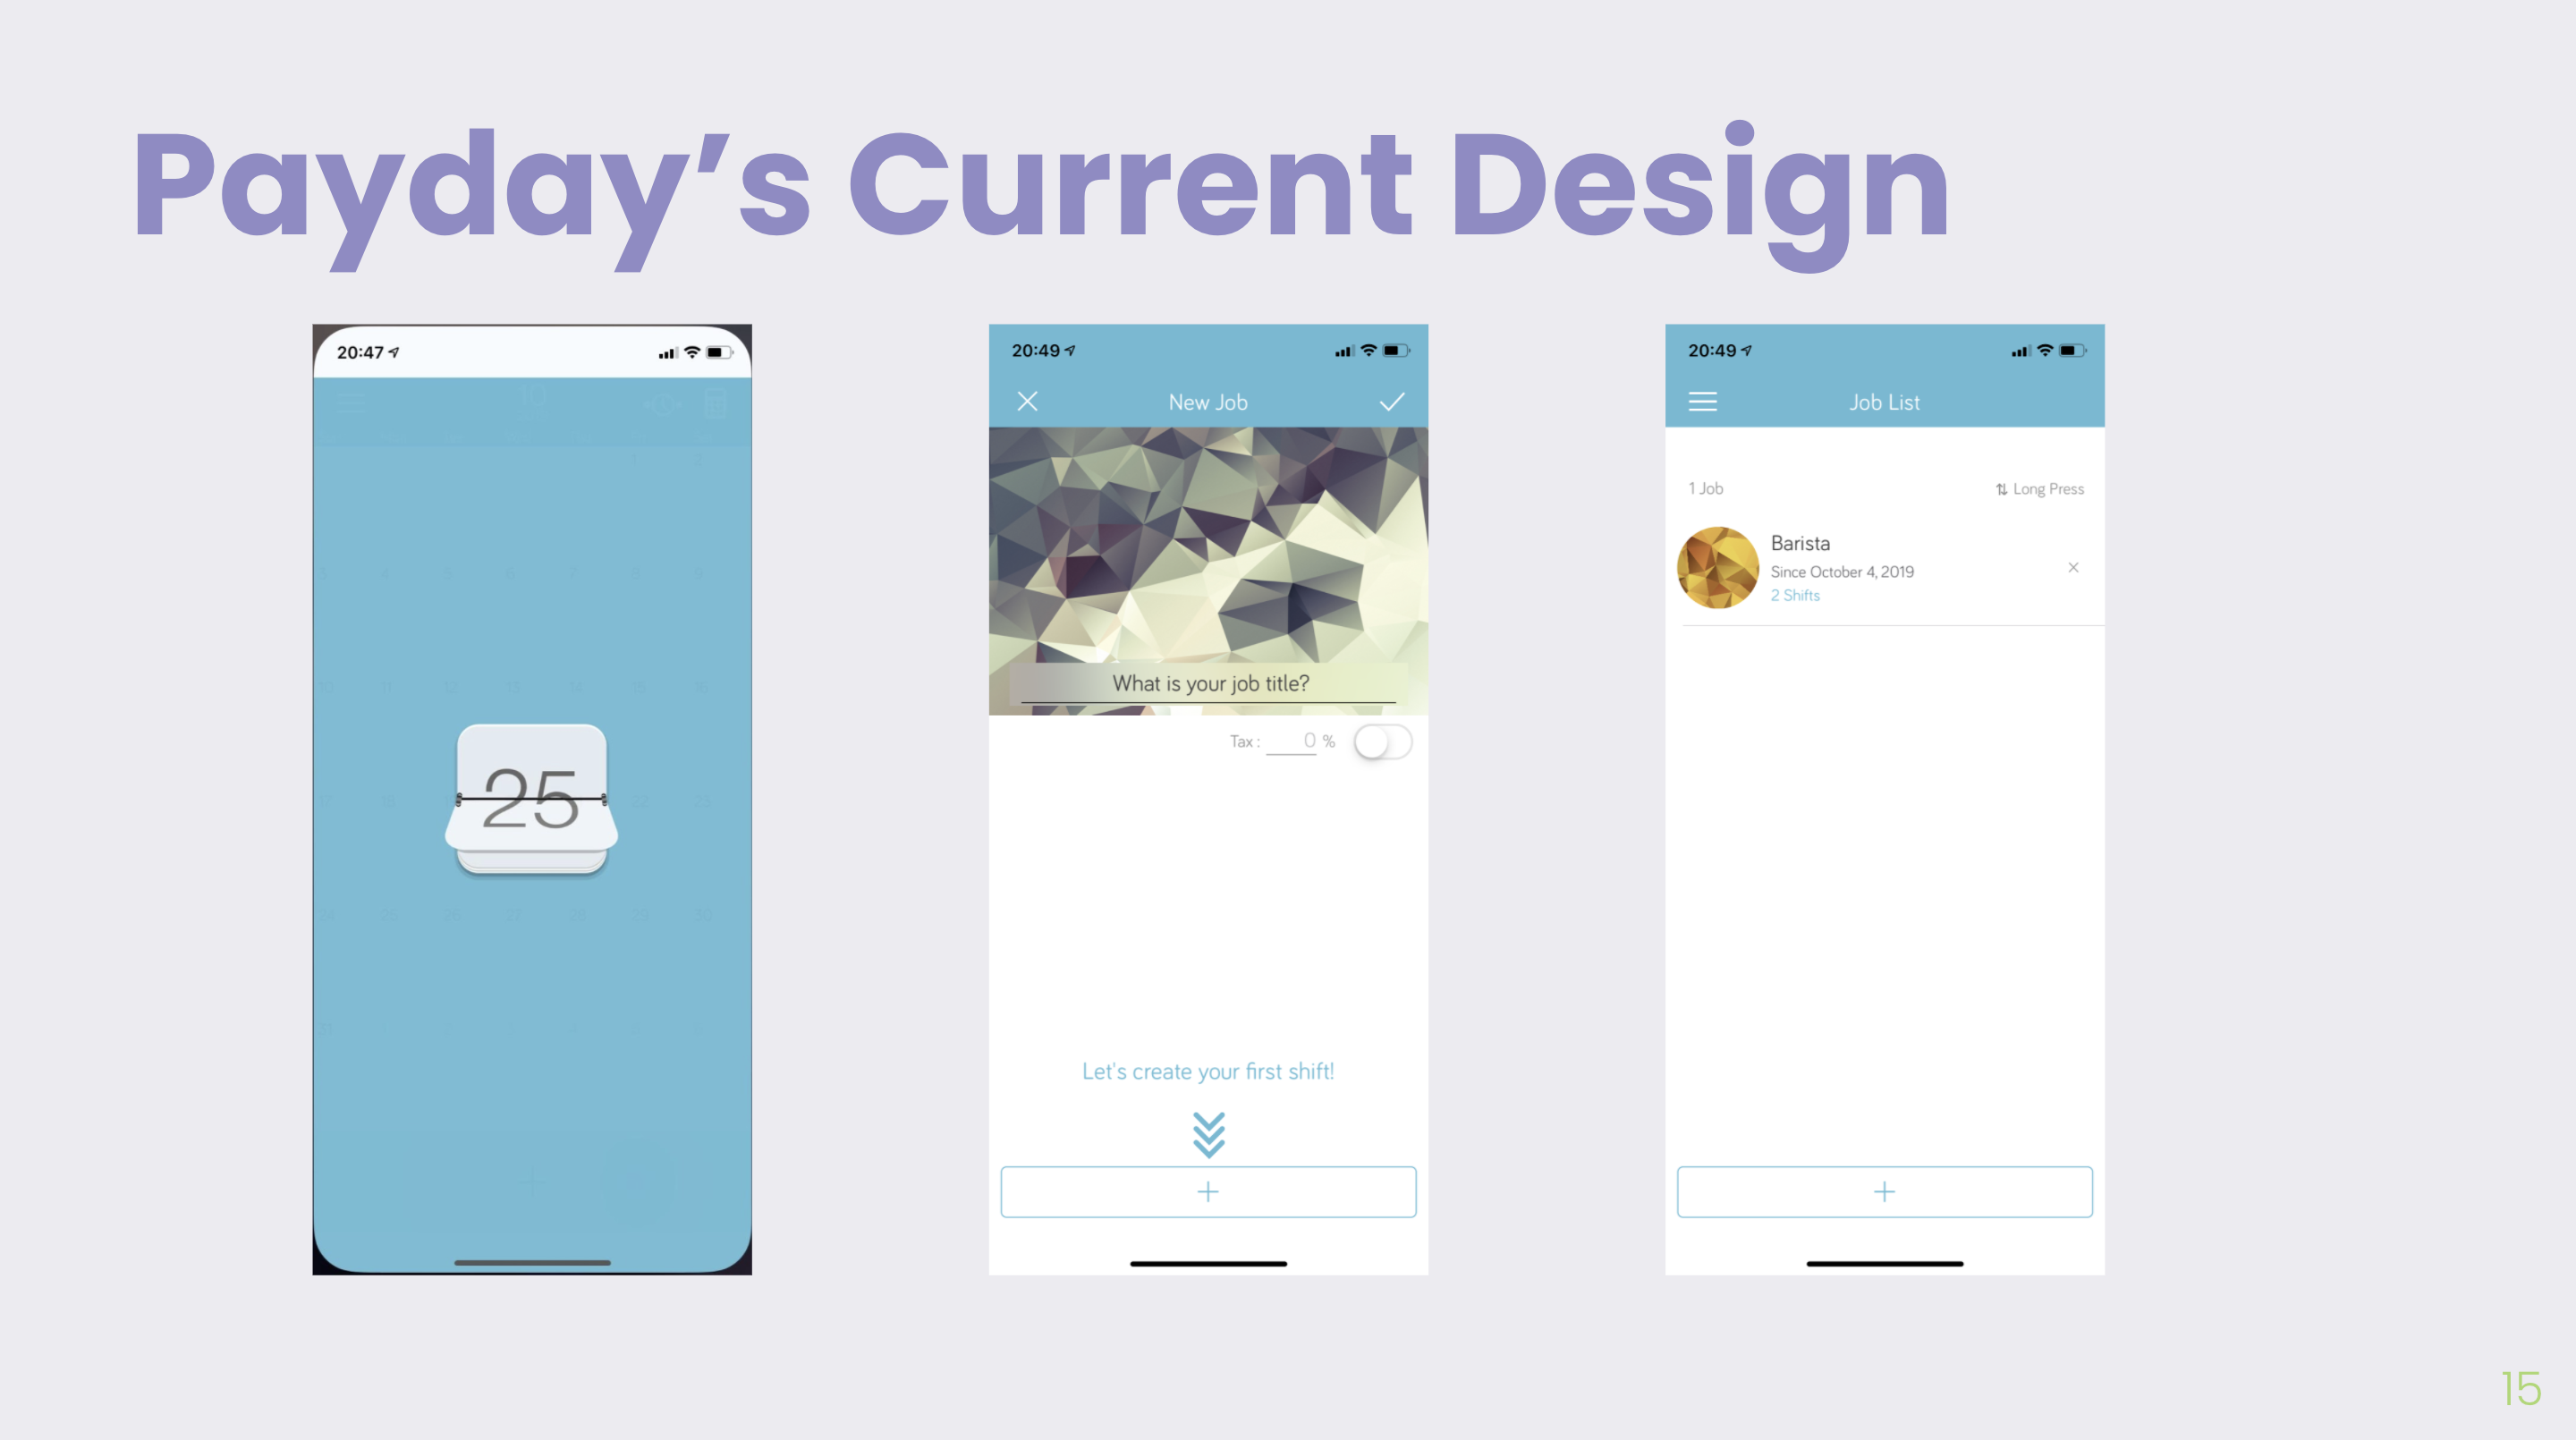 Payday’s Current Design
20:47
25
20:49
New Job
What is your job title?
Tax : 0 %
Let's create your first shift!
+
20:49
Job List
1 Job
Long Press
Barista
Since October 4, 2019
2 Shifts
+
15